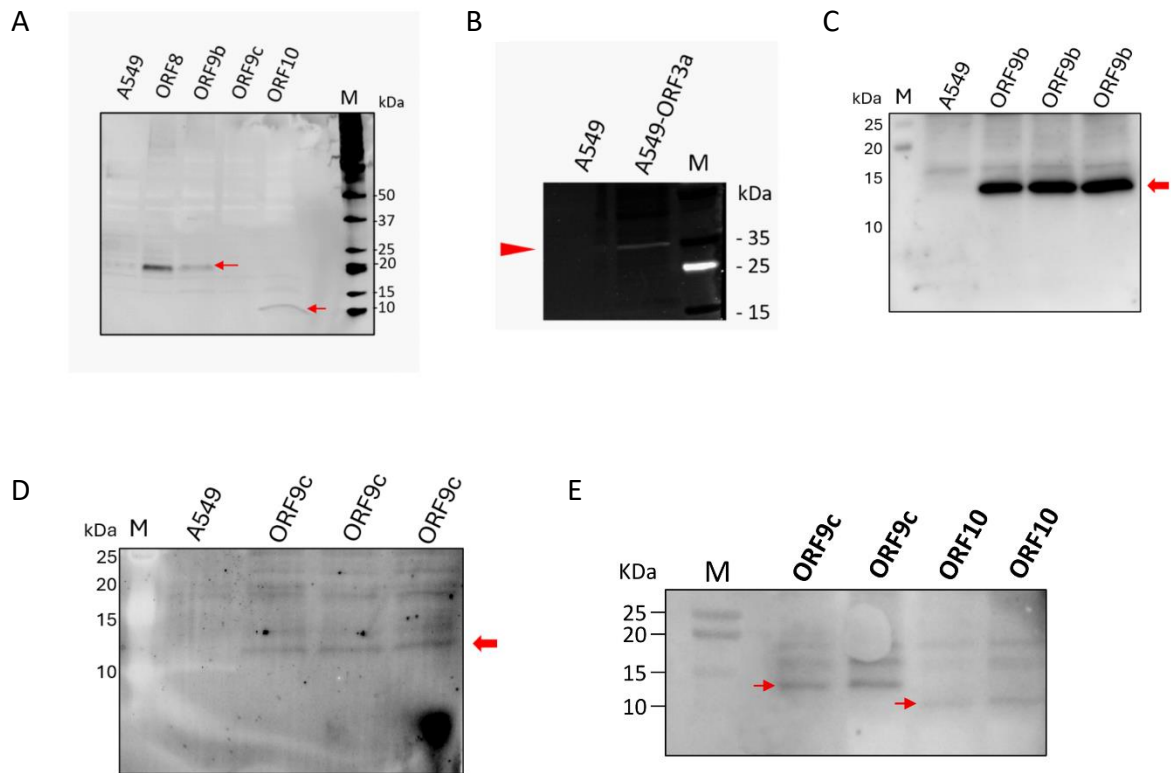 A
A549
ORF8
ORF9b
ORF9c
ORF10
M
kDa
50
37
25
20
15
10
B
A549
A549-ORF3a
M
kDa
- 35
- 25
- 15
C
kDa
M
A549
ORF9b
ORF9b
ORF9b
25
20
15
10
D
kDa
M
A549
ORF9c
ORF9c
ORF9c
25
20
15
10
E
KDa
M
ORF9c
ORF9c
ORF10
ORF10
25
20
15
10